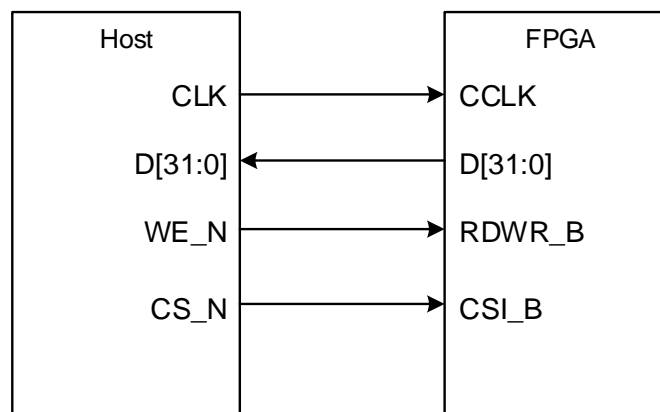 Host FPGA
CLK CCLK
D[31:0] D[31:0]
WE_N RDWR_B
CS_N CSI_B